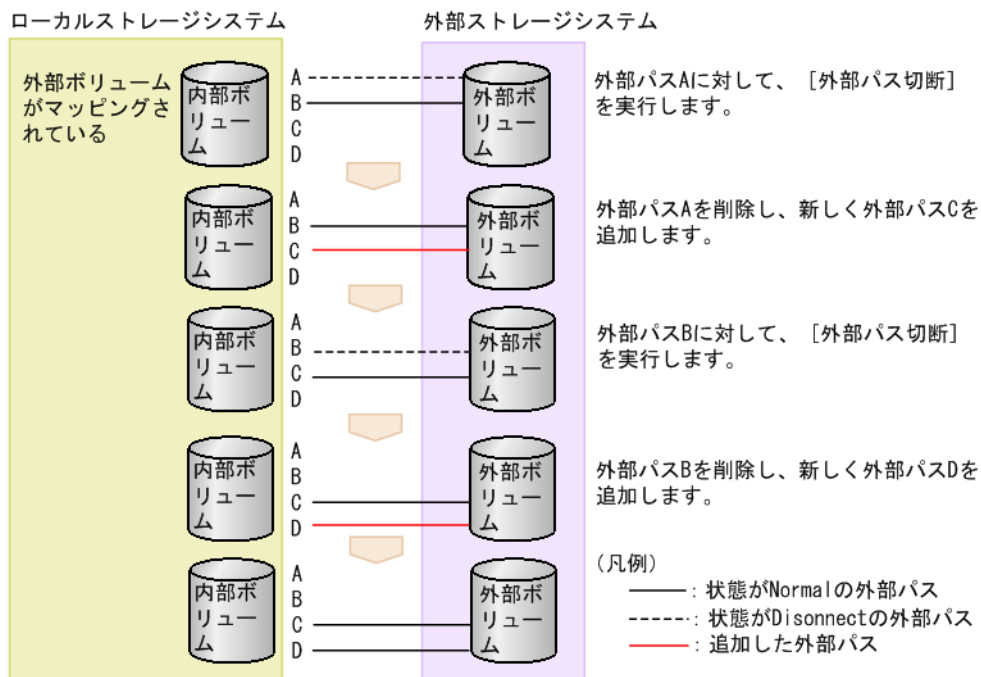 ローカルストレージシステム
外部ストレージシステム
外部ボリューム
がマッピングさ
れている
内部ボ
リュー
ム
A
B
C
D
外部ボ
リュー
ム
外部パスAに対して、［外部パス切断］
を実行します。
内部ボ
リュー
ム
A
B
C
D
外部ボ
リュー
ム
外部パスAを削除し、新しく外部パスCを
追加します。
内部ボ
リュー
ム
A
B
C
D
外部ボ
リュー
ム
外部パスBに対して、［外部パス切断］
を実行します。
内部ボ
リュー
ム
A
B
C
D
外部ボ
リュー
ム
外部パスBを削除し、新しく外部パスDを
追加します。
内部ボ
リュー
ム
A
B
C
D
外部ボ
リュー
ム
(凡例)
：状態がNormalの外部パス
：状態がDisonnectの外部パス
：追加した外部パス